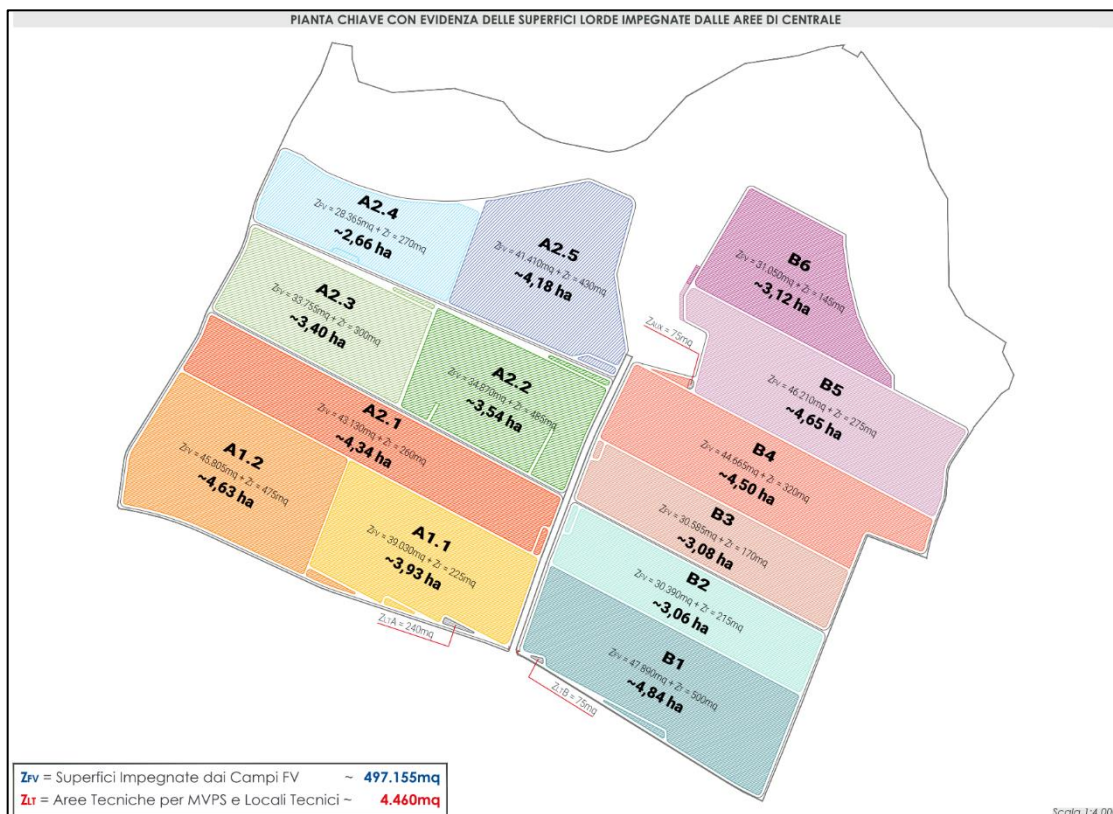 PIANTA CHIAVE CON EVIDENZA DELLE SUPERFICI LORDE IMPEGNATE DALLE AREE DI CENTRALE
A2.4
ZFV = 28.365mq + ZT = 270mq
~2,66 ha
A2.5
ZFV = 41.410mq + ZT = 430mq
~4,18 ha
B6
ZFV = 31.050mq + ZT = 145mq
~3,12 ha
A2.3
ZFV = 33.755mq + ZT = 300mq
~3,40 ha
ZAUX = 75mq
A2.2
ZFV = 34.870mq + ZT = 485mq
~3,54 ha
B5
ZFV = 46.210mq + ZT = 275mq
~4,65 ha
A2.1
ZFV = 43.130mq + ZT = 260mq
~4,34 ha
B4
ZFV = 44.665mq + ZT = 320mq
~4,50 ha
A1.2
ZFV = 45.805mq + ZT = 475mq
~4,63 ha
B3
ZFV = 30.585mq + ZT = 170mq
~3,08 ha
A1.1
ZFV = 39.030mq + ZT = 225mq
~3,93 ha
B2
ZFV = 30.390mq + ZT = 215mq
~3,06 ha
ZLTA = 240mq
B1
ZFV = 47.890mq + ZT = 500mq
~4,84 ha
ZLTB = 75mq
ZFV = Superfici Impegnate dai Campi FV ~ 497.155mq
ZLT = Aree Tecniche per MVPS e Locali Tecnici ~ 4.460mq
Scala 1:4.00